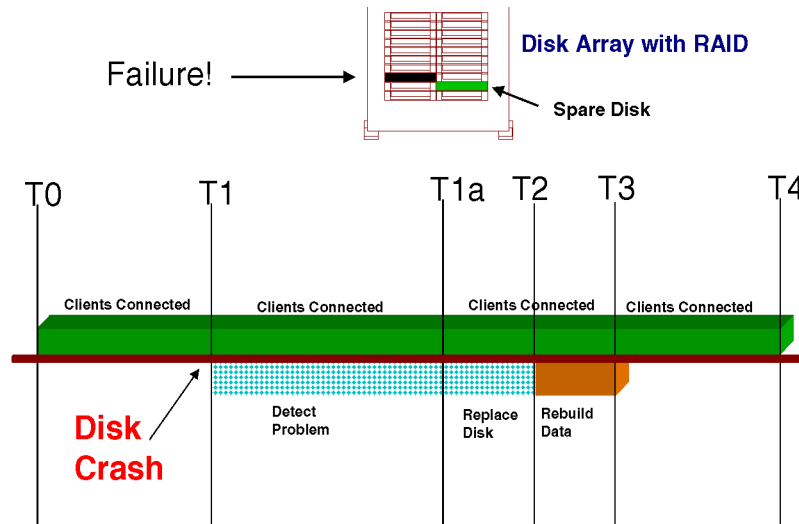 Disk Array with RAID
Failure!
Spare Disk
T0 T1 T1a T2 T3 T4
Clients Connected Clients Connected Clients Connected Clients Connected
Disk
Crash
Detect
Problem
Replace
Disk
Rebuild
Data